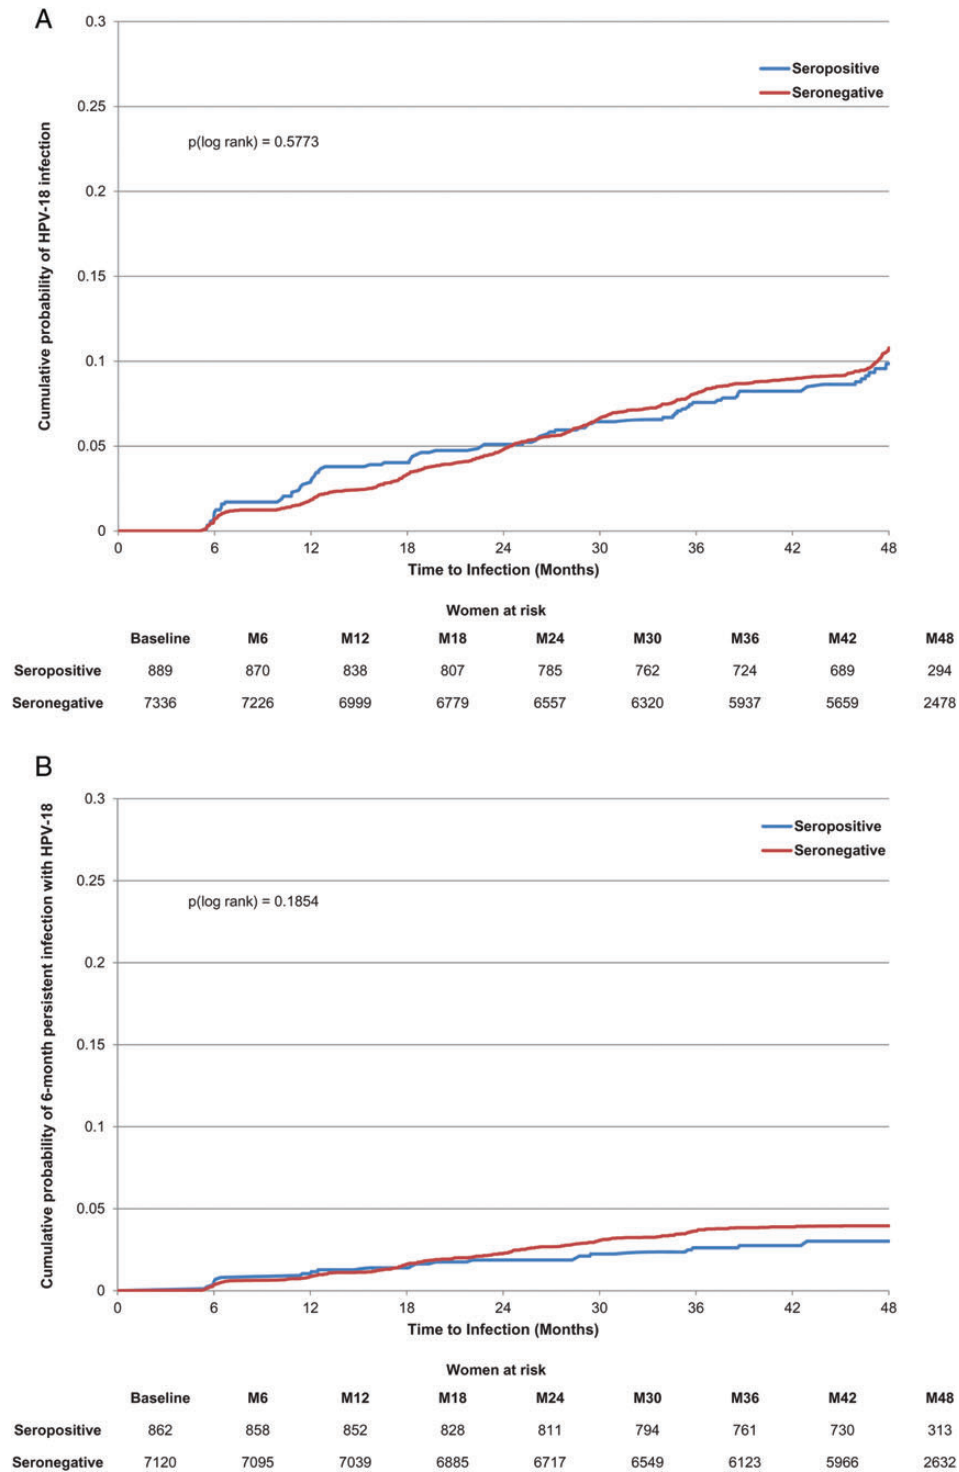 A
0.3
Seropositive
Seronegative
0.25
p(log rank) = 0.5773
0.2
Cumulative probability of HPV-18 infection
0.15
0.1
0.05
0
0 6 12 18 24 30 36 42 48
Time to Infection (Months)
Women at risk
Baseline M6 M12 M18 M24 M30 M36 M42 M48
Seropositive 889 870 838 807 785 762 724 689 294
Seronegative 7336 7226 6999 6779 6557 6320 5937 5659 2478
B
0.3
Seropositive
Seronegative
0.25
p(log rank) = 0.1854
0.2
Cumulative probability of 6-month persistent infection with HPV-18
0.15
0.1
0.05
0
0 6 12 18 24 30 36 42 48
Time to Infection (Months)
Women at risk
Baseline M6 M12 M18 M24 M30 M36 M42 M48
Seropositive 862 858 852 828 811 794 761 730 313
Seronegative 7120 7095 7039 6885 6717 6549 6123 5966 2632